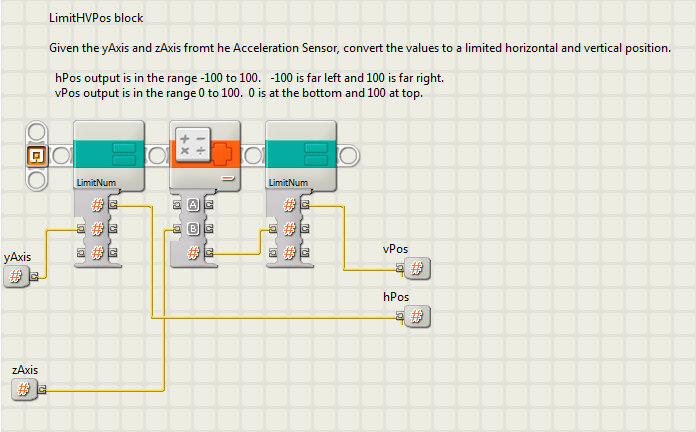 LimitHVPos block
Given the yAxis and zAxis fromt he Acceleration Sensor, convert the values to a limited horizontal and vertical position.
hPos output is in the range -100 to 100.   -100 is far left and 100 is far right.
vPos output is in the range 0 to 100.  0 is at the bottom and 100 at top.
LimitNum
LimitNum
# A #
# B #
# # #
yAxis
#
vPos
#
hPos
#
zAxis
#